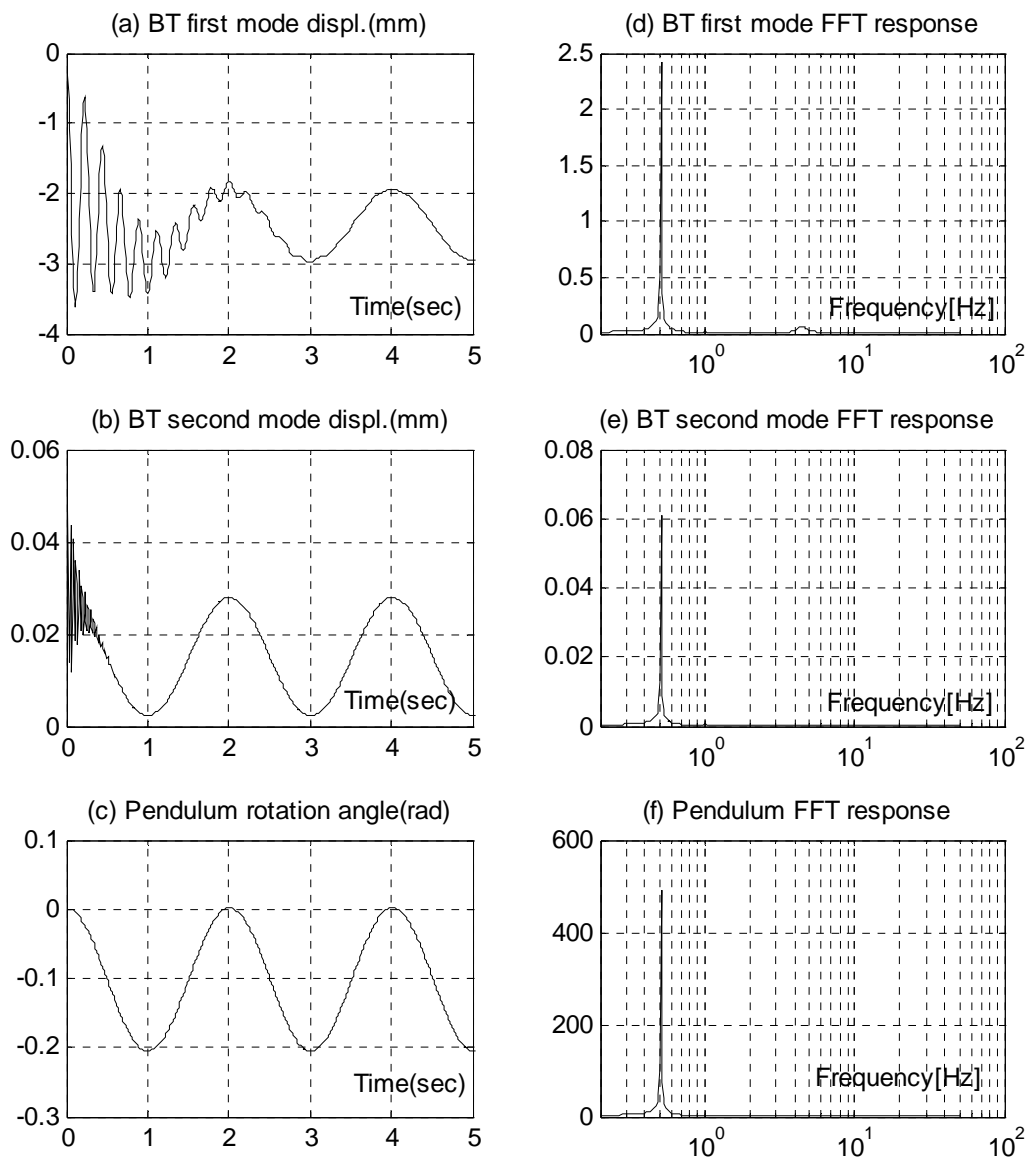 (a) BT first mode displ.(mm)
0
-1
-2
-3
-4
Time(sec)
0 1 2 3 4 5
(d) BT first mode FFT response
2.5
2
1.5
1
0.5
0
Frequency[Hz]
10^0 10^1 10^2
(b) BT second mode displ.(mm)
0.06
0.04
0.02
0
Time(sec)
0 1 2 3 4 5
(e) BT second mode FFT response
0.08
0.06
0.04
0.02
0
Frequency[Hz]
10^0 10^1 10^2
(c) Pendulum rotation angle(rad)
0.1
0
-0.1
-0.2
-0.3
Time(sec)
0 1 2 3 4 5
(f) Pendulum FFT response
600
400
200
0
Frequency[Hz]
10^0 10^1 10^2